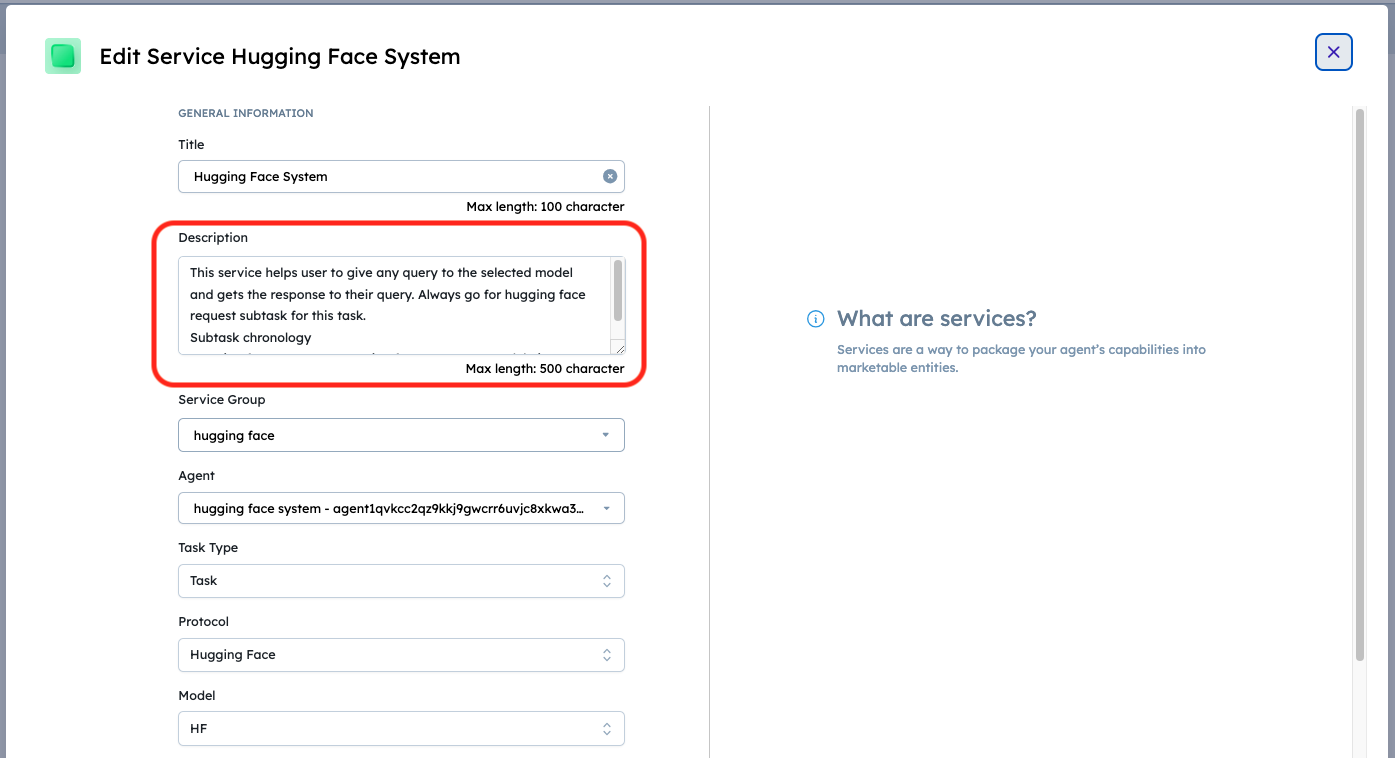 Edit Service Hugging Face System
GENERAL INFORMATION
Title
Hugging Face System
Max length: 100 character
Description
This service helps user to give any query to the selected model
and gets the response to their query. Always go for hugging face
request subtask for this task.
Subtask chronology
Max length: 500 character
Service Group
hugging face
Agent
hugging face system - agent1qvkcc2qz9kkj9gwcrr6uvjc8xkwa3...
Task Type
Task
Protocol
Hugging Face
Model
HF
What are services?
Services are a way to package your agent's capabilities into
marketable entities.